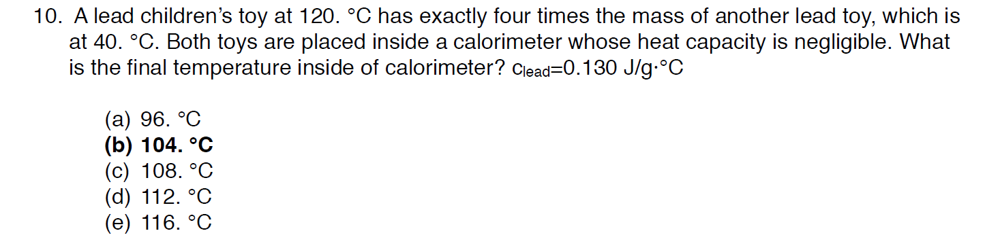 10. A lead children's toy at 120. °C has exactly four times the mass of another lead toy, which is
at 40. °C. Both toys are placed inside a calorimeter whose heat capacity is negligible. What
is the final temperature inside of calorimeter? Clead=0.130 J/g·°C
(a) 96. °C
(b) 104. °C
(c) 108. °C
(d) 112. °C
(e) 116. °C